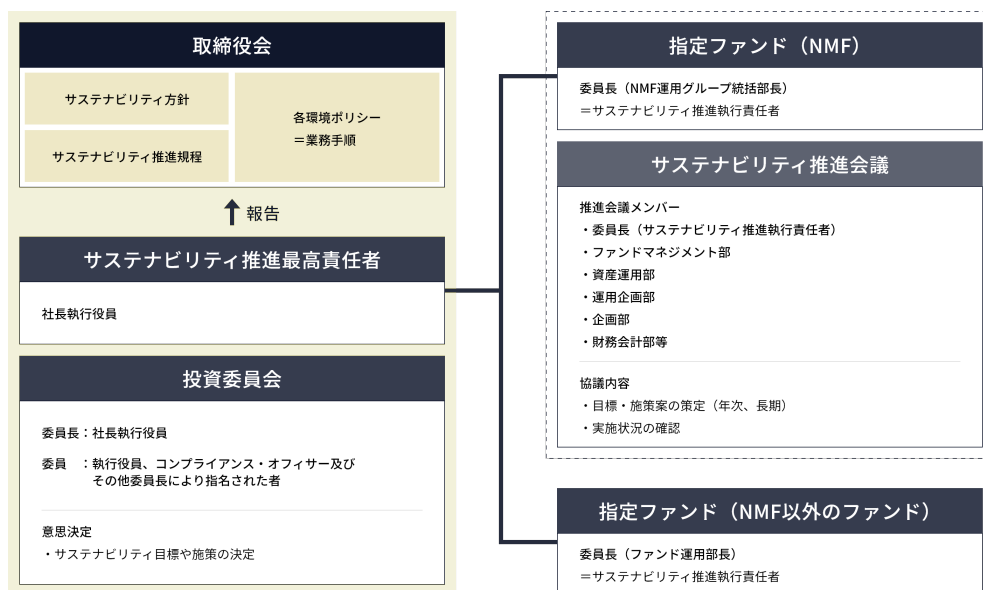 取締役会
サステナビリティ方針
サステナビリティ推進規程
各環境ポリシー
＝業務手順
報告
サステナビリティ推進最高責任者
社長執行役員
投資委員会
委員長：社長執行役員
委員　：執行役員、コンプライアンス・オフィサー及び
その他委員長により指名された者
意思決定
・サステナビリティ目標や施策の決定
指定ファンド（NMF）
委員長（NMF運用グループ統括部長）
＝サステナビリティ推進執行責任者
サステナビリティ推進会議
推進会議メンバー
・委員長（サステナビリティ推進執行責任者）
・ファンドマネジメント部
・資産運用部
・運用企画部
・企画部
・財務会計部等
協議内容
・目標・施策案の策定（年次、長期）
・実施状況の確認
指定ファンド（NMF以外のファンド）
委員長（ファンド運用部長）
＝サステナビリティ推進執行責任者